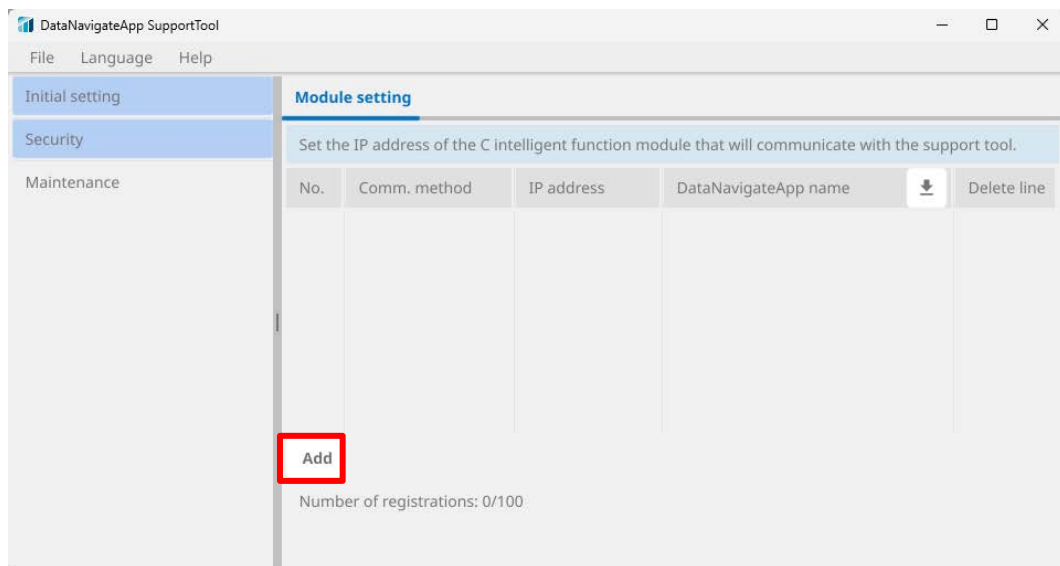 DataNavigateApp SupportTool
File Language Help
Initial setting
Security
Maintenance
Module setting
Set the IP address of the C intelligent function module that will communicate with the support tool.
No. Comm. method IP address DataNavigateApp name Delete line
Add
Number of registrations: 0/100